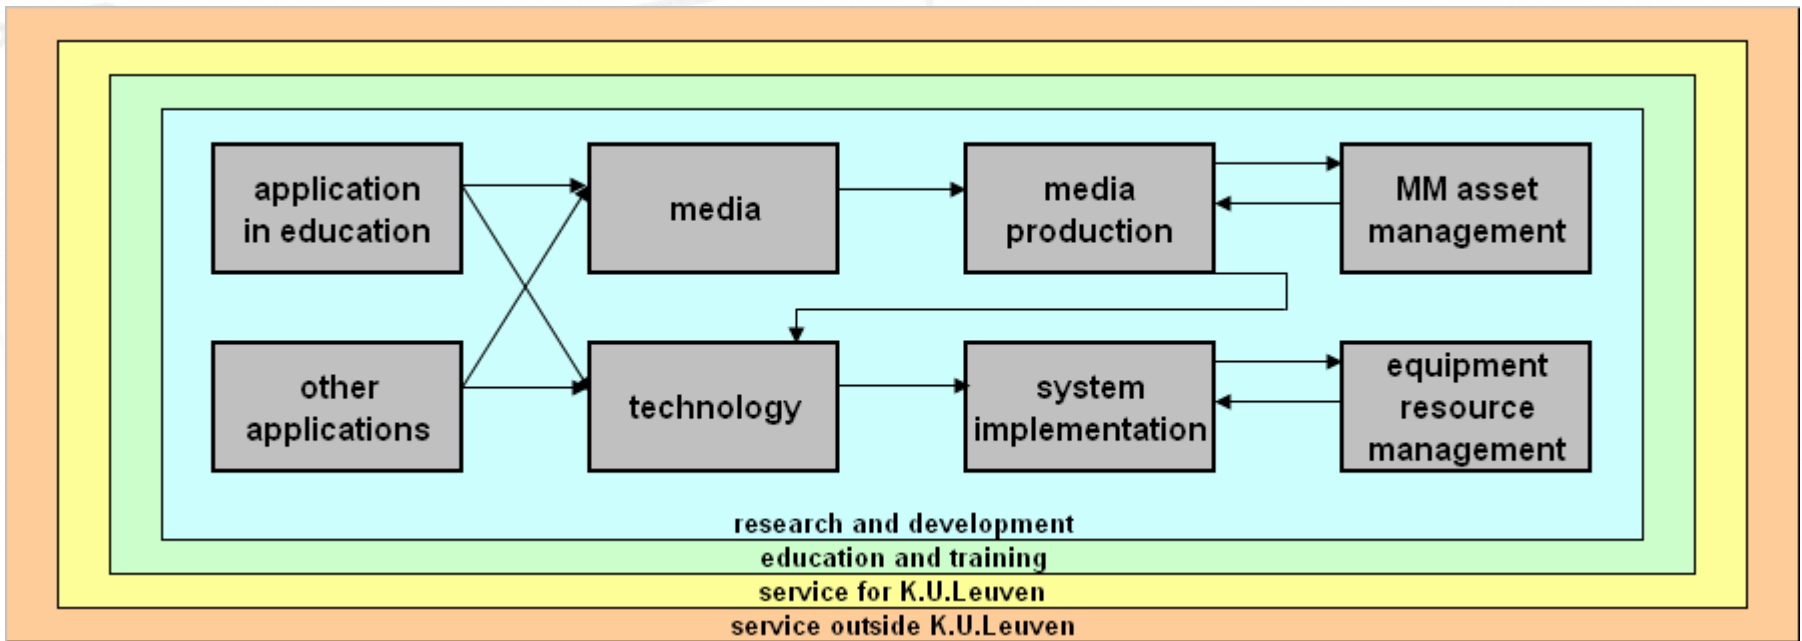 application
in education
media
media
production
MM asset
management
other
applications
technology
system
implementation
equipment
resource
management
research and development
education and training
service for K.U.Leuven
service outside K.U.Leuven